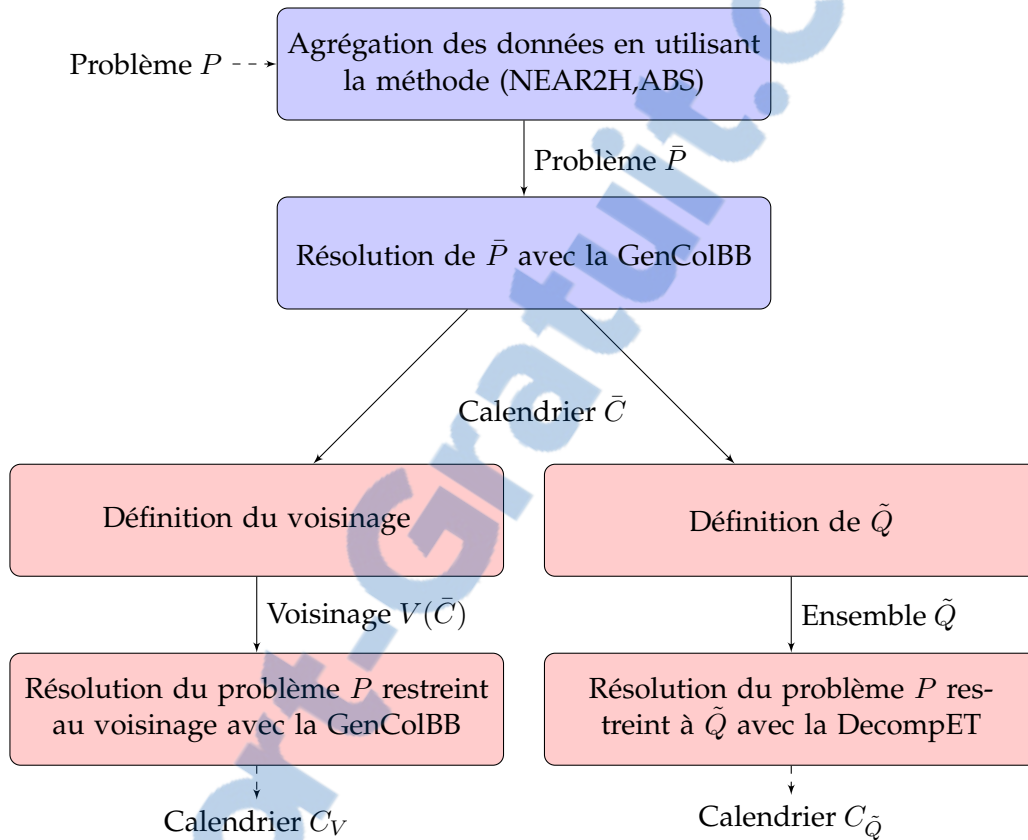 Agrégation des données en utilisant
la méthode (NEAR2H,ABS)
Problème P
Problème P̄
Résolution de P̄ avec la GenColBB
Calendrier C̄
Définition du voisinage
Définition de Q̃
Voisinage V(C̄)
Ensemble Q̃
Résolution du problème P restreint
au voisinage avec la GenColBB
Résolution du problème P res-
treint à Q̃ avec la DecompET
Calendrier C_V
Calendrier C_Q̃
rt-Gratuit.c